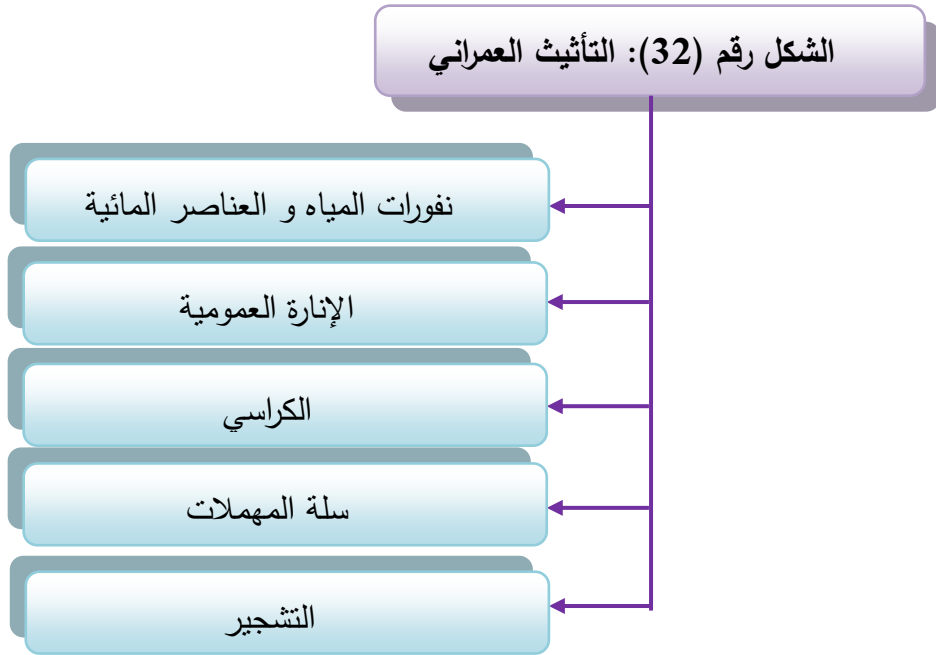 الشكل رقم (32): التأثيث العمراني
نفورات المياه و العناصر المائية
الإنارة العمومية
الكراسي
سلة المهملات
التشجير